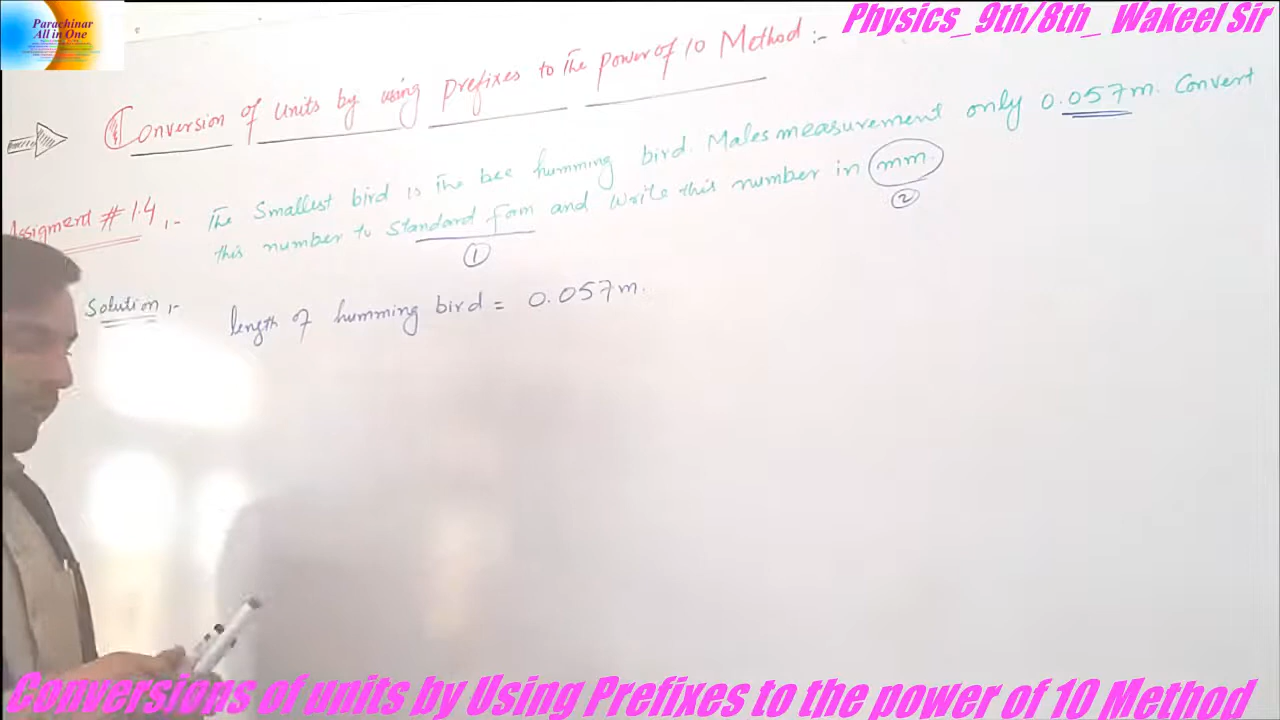 Parachinar
All in One
Physics_9th/8th_ Wakeel Sir
Conversion of units by using prefixes to the power of 10 Method :-
Assigment # 1.4 :- The Smallest bird is the bee humming bird. Males measurement only 0.057m. Convert
this number to Standard form and write this number in mm.
① ②
Solution :- length of humming bird = 0.057m.
Conversions of units by Using Prefixes to the power of 10 Method